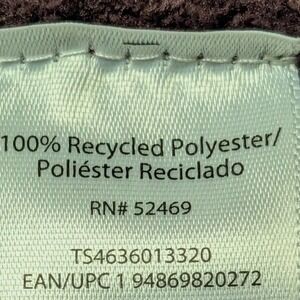 100% Recycled Polyester/
Poliéster Reciclado
RN# 52469
TS4636013320
EAN/UPC 1 94869820272